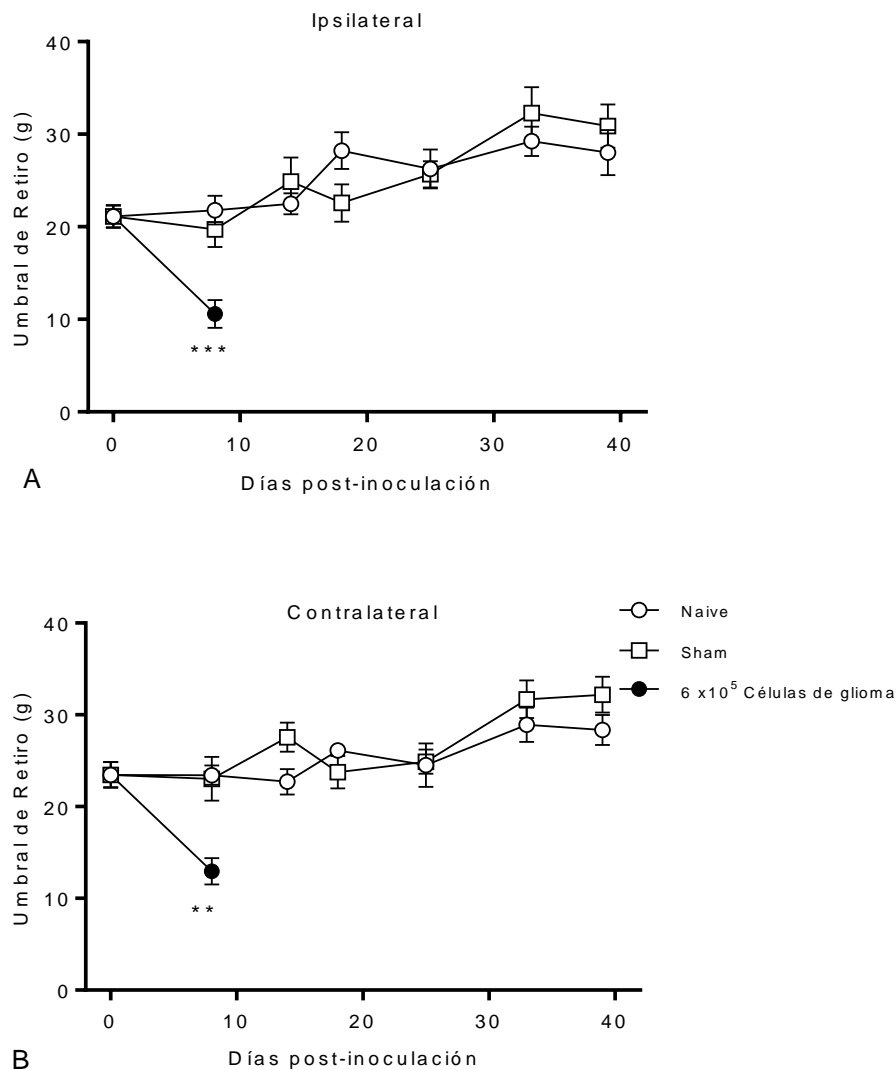 Ipsilateral
40
30
20
10
0
Umbral de Retiro (g)
***
0 10 20 30 40
Días post-inoculación
A
Contralateral
40
30
20
10
0
Umbral de Retiro (g)
**
0 10 20 30 40
Días post-inoculación
B
Naive
Sham
6 x10⁵ Células de glioma